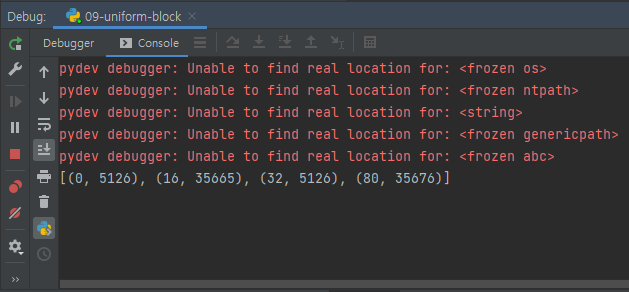 Debug: 09-uniform-block
Debugger Console
pydev debugger: Unable to find real location for: <frozen os>
pydev debugger: Unable to find real location for: <frozen ntpath>
pydev debugger: Unable to find real location for: <string>
pydev debugger: Unable to find real location for: <frozen genericpath>
pydev debugger: Unable to find real location for: <frozen abc>
[(0, 5126), (16, 35665), (32, 5126), (80, 35676)]